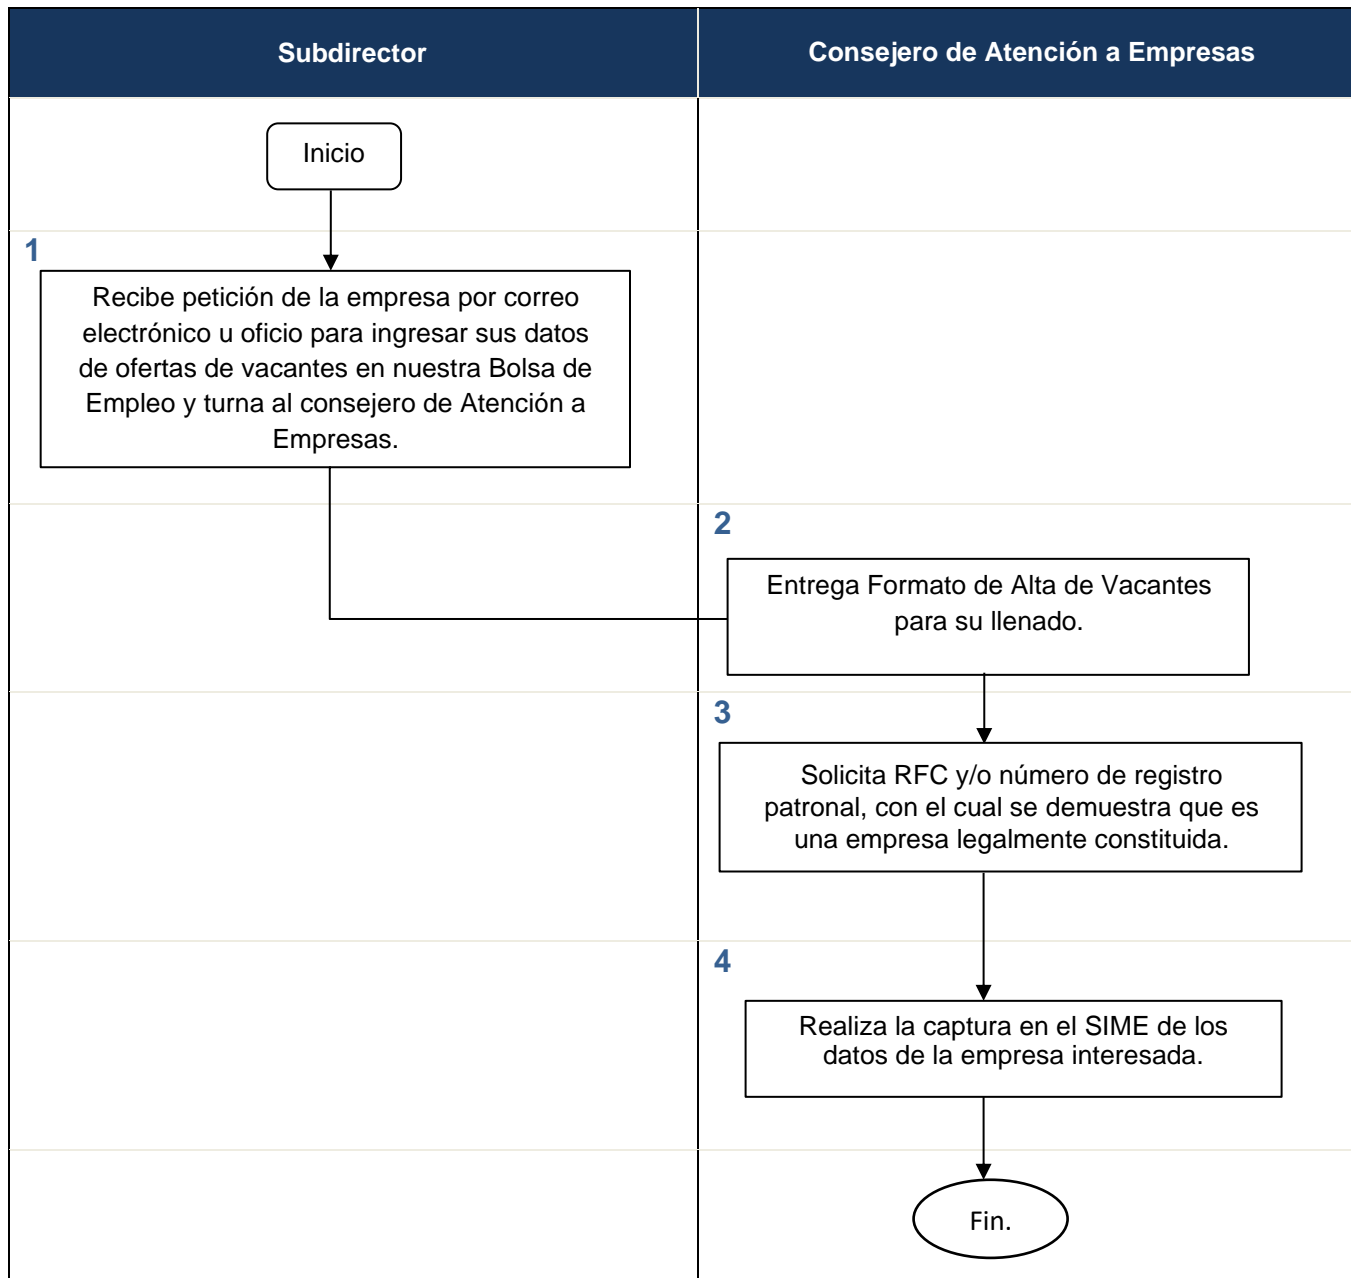 Subdirector
Consejero de Atención a Empresas
Inicio
1
Recibe petición de la empresa por correo
electrónico u oficio para ingresar sus datos
de ofertas de vacantes en nuestra Bolsa de
Empleo y turna al consejero de Atención a
Empresas.
2
Entrega Formato de Alta de Vacantes
para su llenado.
3
Solicita RFC y/o número de registro
patronal, con el cual se demuestra que es
una empresa legalmente constituida.
4
Realiza la captura en el SIME de los
datos de la empresa interesada.
Fin.